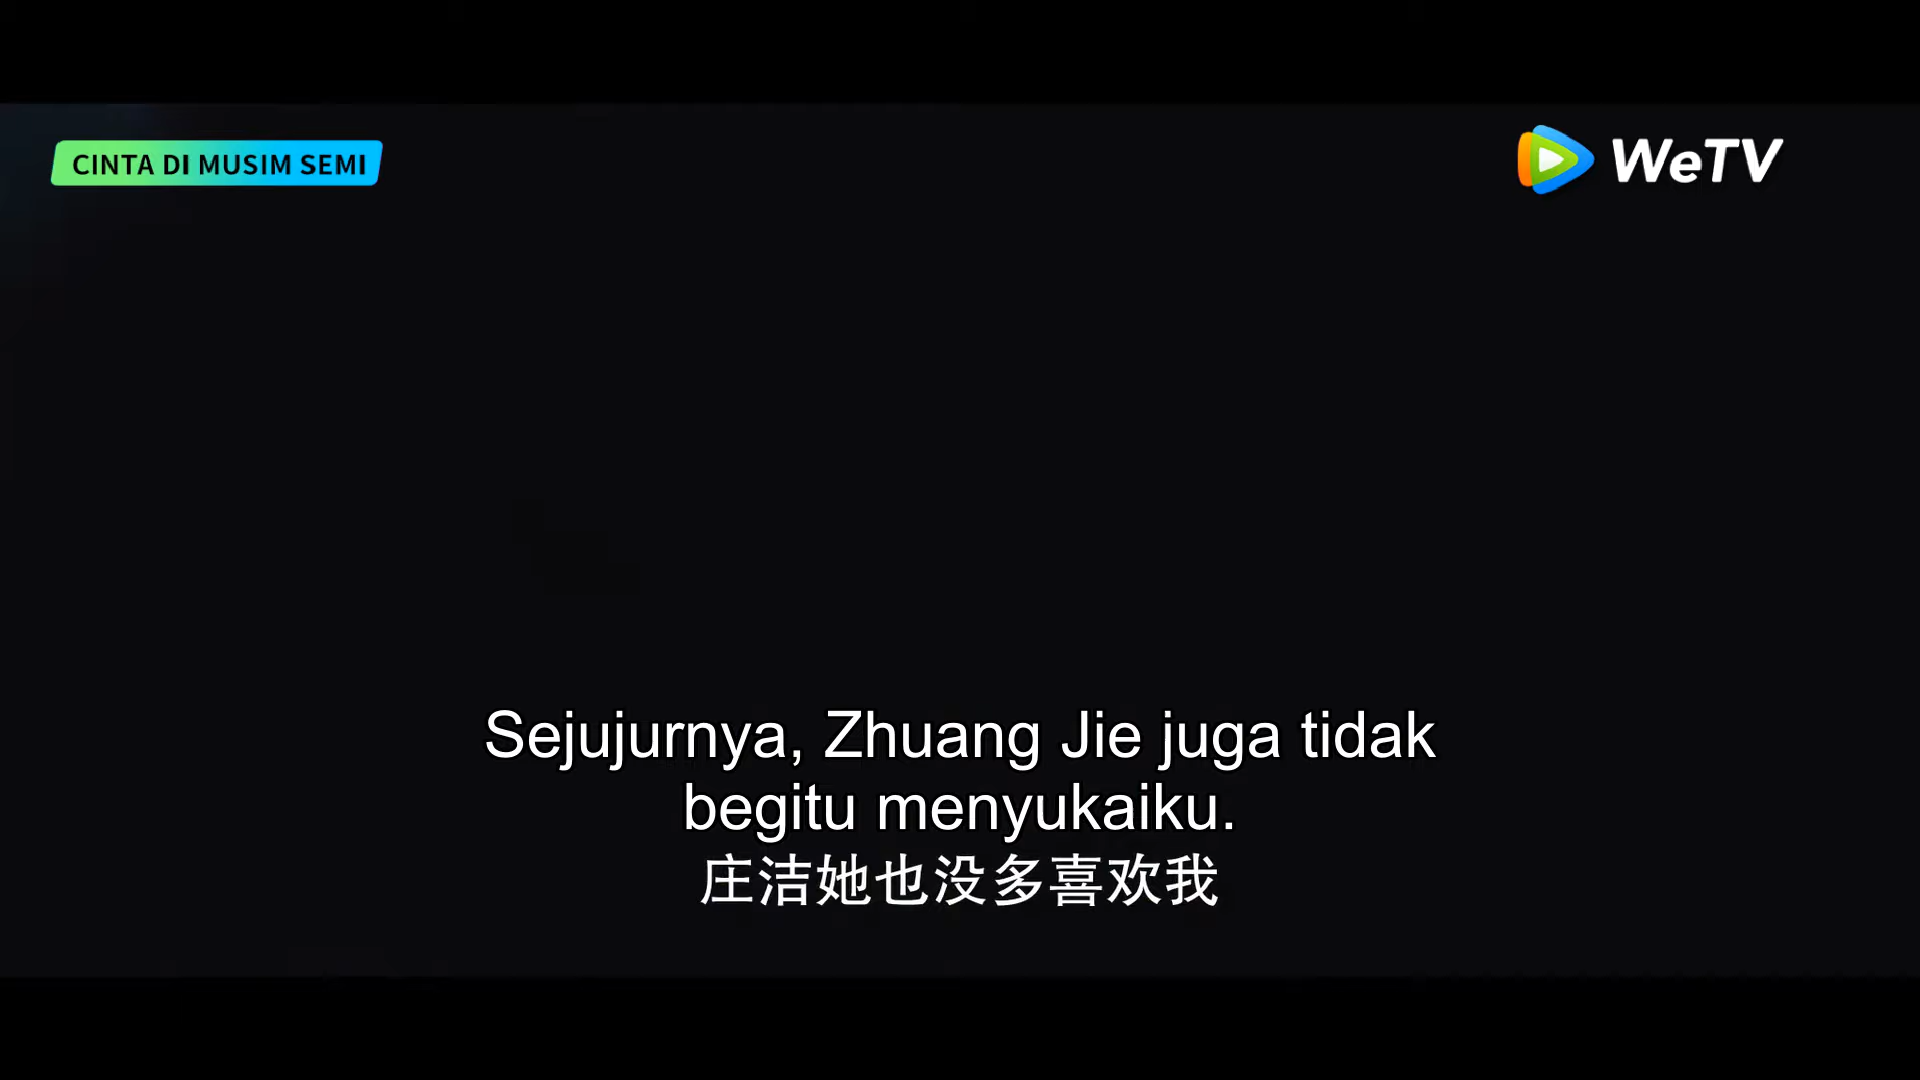 CINTA DI MUSIM SEMI
WeTV
Sejujurnya, Zhuang Jie juga tidak
begitu menyukaiku.
庄洁她也没多喜欢我